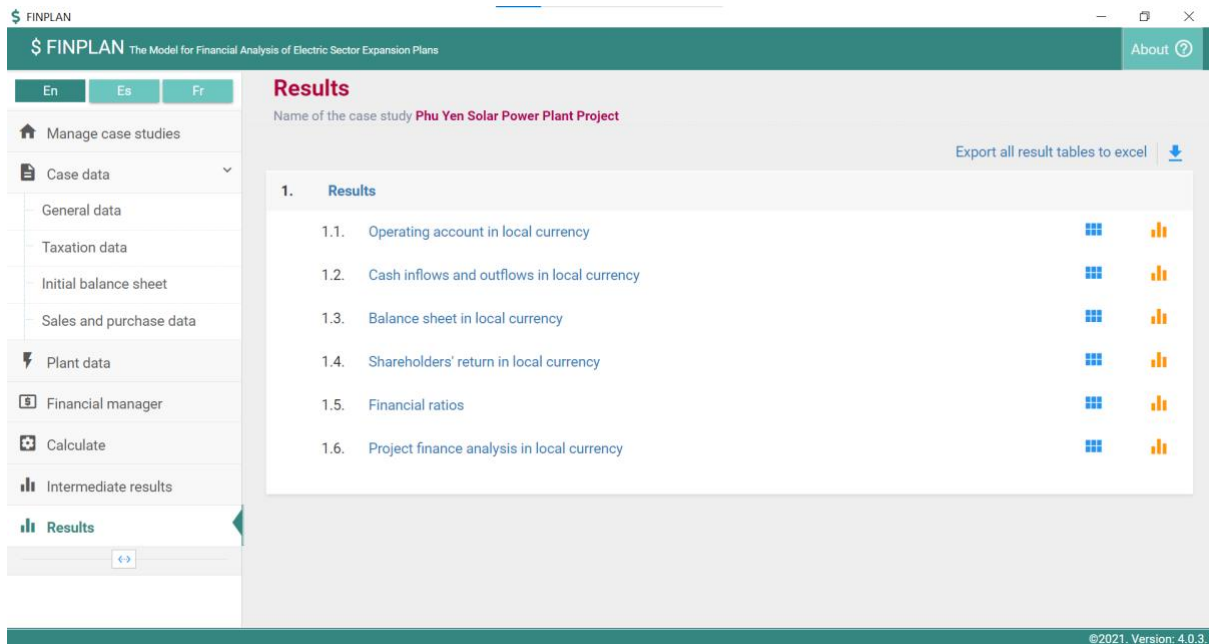 $ FINPLAN
$ FINPLAN The Model for Financial Analysis of Electric Sector Expansion Plans
About ?
En Es Fr
Manage case studies
Case data
General data
Taxation data
Initial balance sheet
Sales and purchase data
Plant data
Financial manager
Calculate
Intermediate results
Results
Results
Name of the case study Phu Yen Solar Power Plant Project
Export all result tables to excel
1. Results
1.1. Operating account in local currency
1.2. Cash inflows and outflows in local currency
1.3. Balance sheet in local currency
1.4. Shareholders' return in local currency
1.5. Financial ratios
1.6. Project finance analysis in local currency
©2021. Version: 4.0.3.